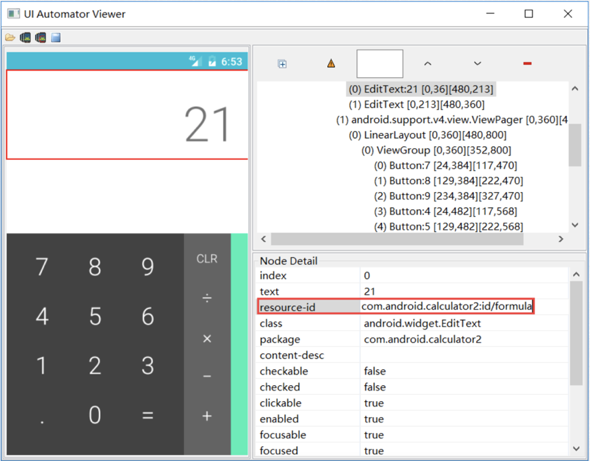 UI Automator Viewer
4G 6:53
21
7 8 9 CLR
÷
4 5 6
×
1 2 3
−
. 0 = +
(0) EditText:21 [0,36][480,213]
(1) EditText [0,213][480,360]
(1) android.support.v4.view.ViewPager [0,360][4
(0) LinearLayout [0,360][480,800]
(0) ViewGroup [0,360][352,800]
(0) Button:7 [24,384][117,470]
(1) Button:8 [129,384][222,470]
(2) Button:9 [234,384][327,470]
(3) Button:4 [24,482][117,568]
(4) Button:5 [129,482][222,568]
Node Detail
index 0
text 21
resource-id com.android.calculator2:id/formula
class android.widget.EditText
package com.android.calculator2
content-desc
checkable false
checked false
clickable true
enabled true
focusable true
focused true